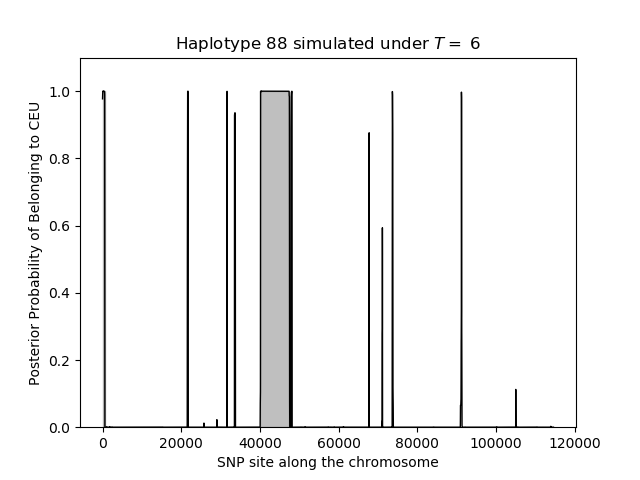 Haplotype 88 simulated under T = 6
Posterior Probability of Belonging to CEU
1.0
0.8
0.6
0.4
0.2
0.0
0 20000 40000 60000 80000 100000 120000
SNP site along the chromosome